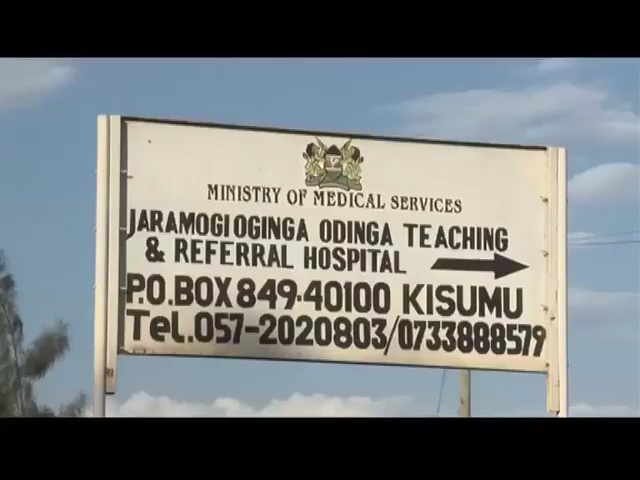 MINISTRY OF MEDICAL SERVICES
JARAMOGI OGINGA ODINGA TEACHING
& REFERRAL HOSPITAL
P.O.BOX 849-40100 KISUMU
TeL.057-2020803/0733888579